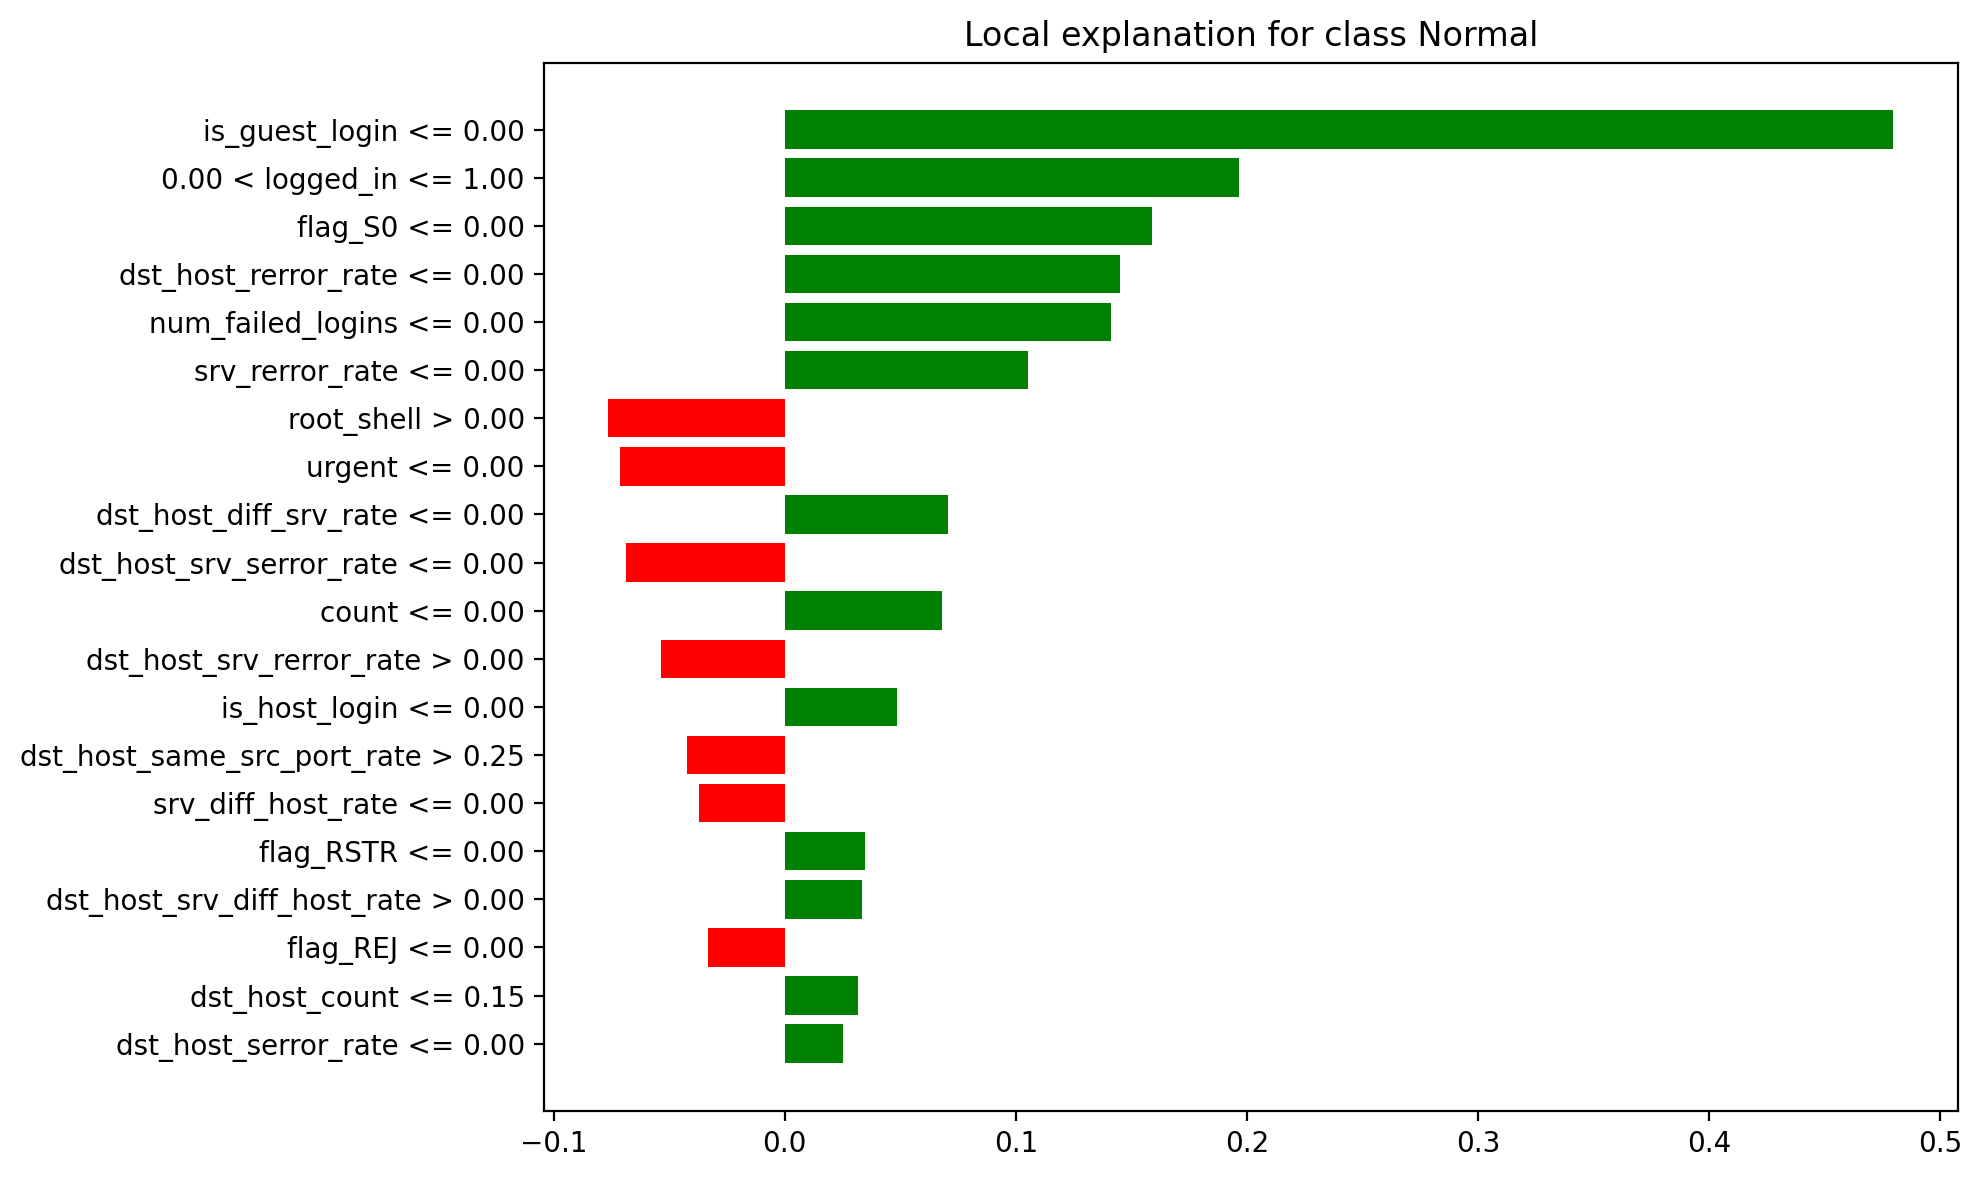 Local explanation for class Normal
is_guest_login <= 0.00
0.00 < logged_in <= 1.00
flag_S0 <= 0.00
dst_host_rerror_rate <= 0.00
num_failed_logins <= 0.00
srv_rerror_rate <= 0.00
root_shell > 0.00
urgent <= 0.00
dst_host_diff_srv_rate <= 0.00
dst_host_srv_serror_rate <= 0.00
count <= 0.00
dst_host_srv_rerror_rate > 0.00
is_host_login <= 0.00
dst_host_same_src_port_rate > 0.25
srv_diff_host_rate <= 0.00
flag_RSTR <= 0.00
dst_host_srv_diff_host_rate > 0.00
flag_REJ <= 0.00
dst_host_count <= 0.15
dst_host_serror_rate <= 0.00
−0.1 0.0 0.1 0.2 0.3 0.4 0.5